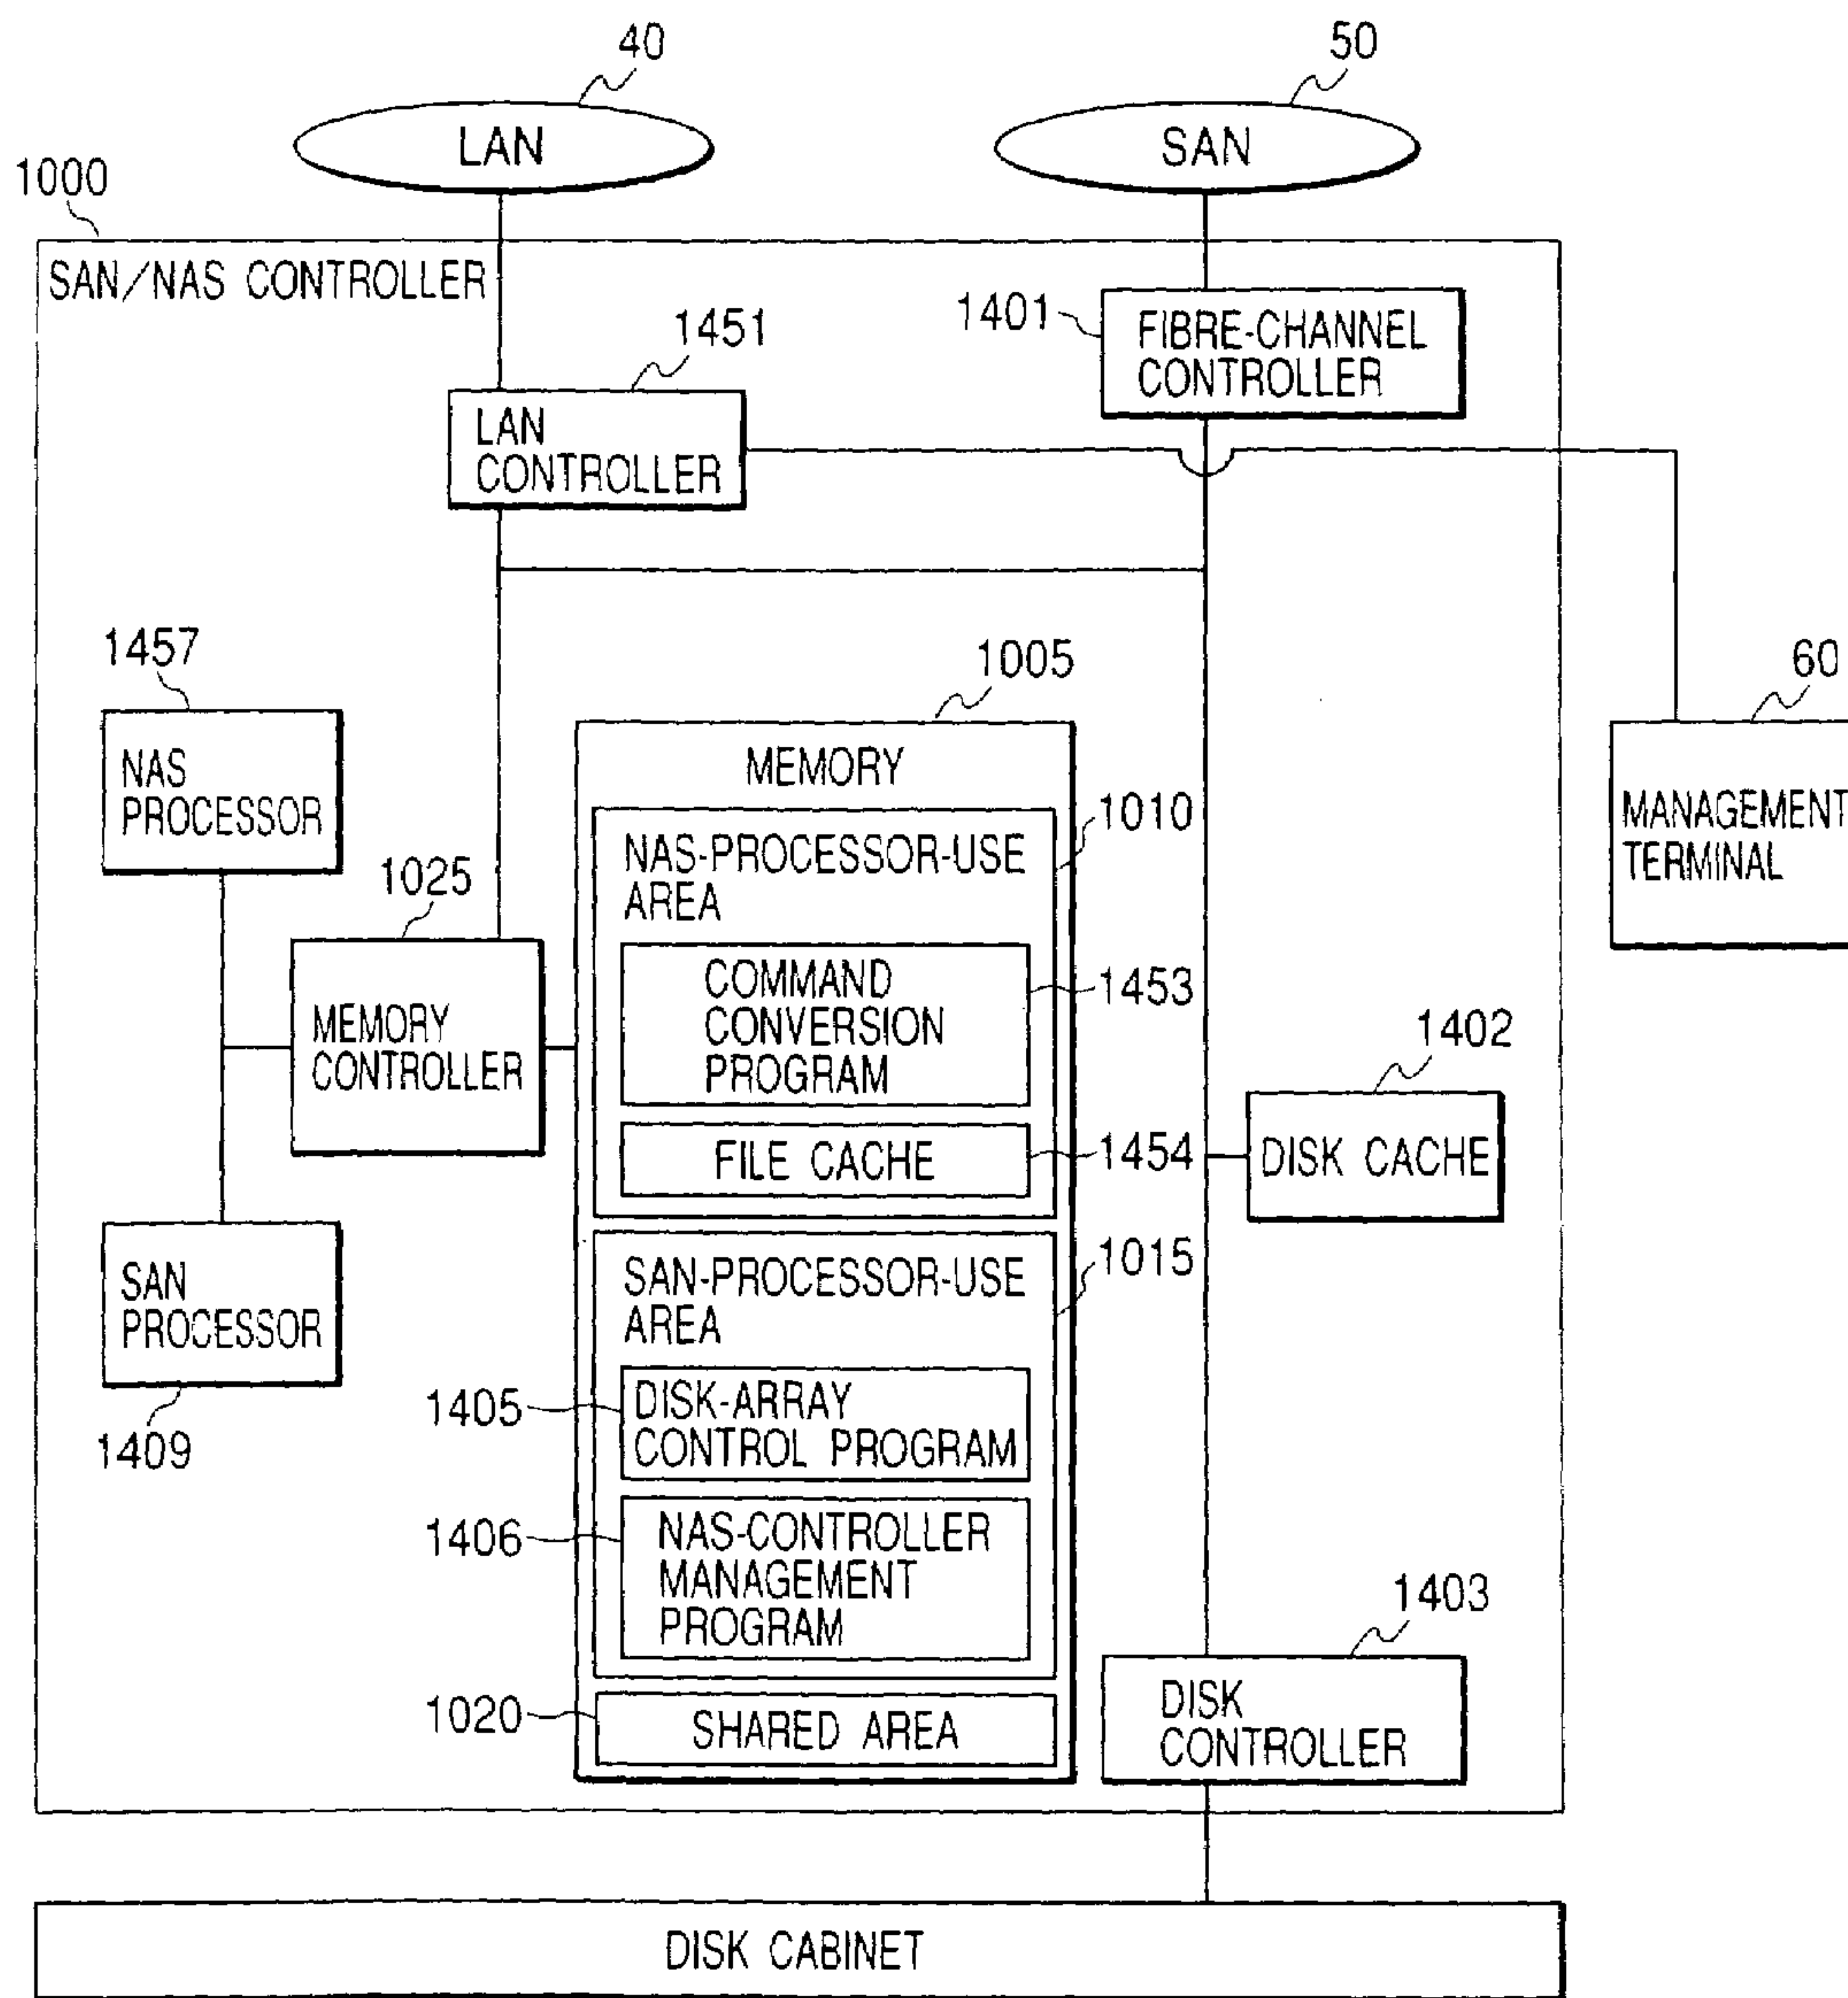 40
50
LAN
SAN
1000
SAN/NAS CONTROLLER
1451
1401
FIBRE-CHANNEL
CONTROLLER
LAN
CONTROLLER
1457
1005
60
NAS
PROCESSOR
MEMORY
1010
MANAGEMENT
TERMINAL
NAS-PROCESSOR-USE
AREA
1025
MEMORY
CONTROLLER
COMMAND
CONVERSION
PROGRAM
1453
1402
FILE CACHE
1454
DISK CACHE
SAN
PROCESSOR
1409
SAN-PROCESSOR-USE
AREA
1015
1405
DISK-ARRAY
CONTROL PROGRAM
1406
NAS-CONTROLLER
MANAGEMENT
PROGRAM
1403
1020
SHARED AREA
DISK
CONTROLLER
DISK CABINET